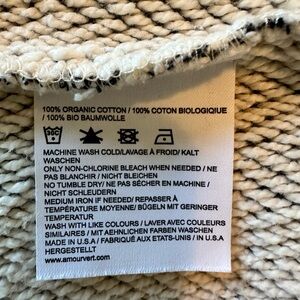 100% ORGANIC COTTON / 100% COTON BIOLOGIQUE
/ 100% BIO BAUMWOLLE
MACHINE WASH COLD/LAVAGE À FROID/ KALT
WASCHEN
ONLY NON-CHLORINE BLEACH WHEN NEEDED / NE
PAS BLANCHIR / NICHT BLEICHEN
NO TUMBLE DRY/ NE PAS SÉCHER EN MACHINE /
NICHT SCHLEUDERN
MEDIUM IRON IF NEEDED/ REPASSER À
TEMPÉRATURE MOYENNE/ BÜGELN MIT GERINGER
TEMPERATUR
WASH WITH LIKE COLOURS / LAVER AVEC COULEURS
SIMILAIRES / MIT AEHNLICHEN FARBEN WASCHEN
MADE IN U.S.A / FABRIQUÉ AUX ETATS-UNIS / IN U.S.A
HERGESTELLT
www.amourvert.com